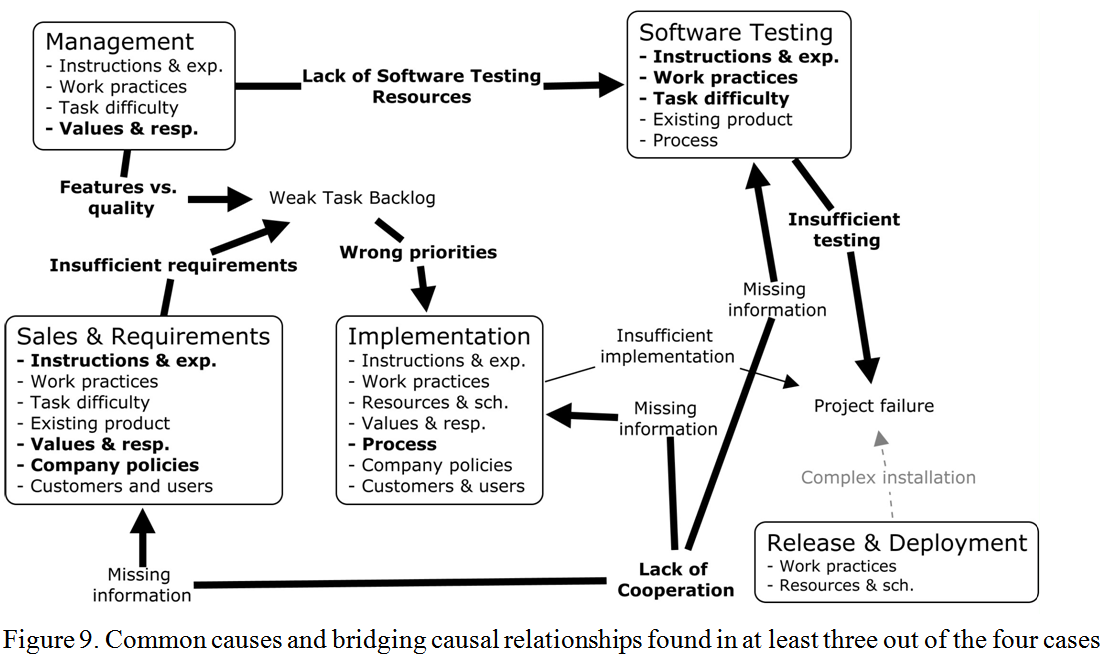 Management
- Instructions & exp.
- Work practices
- Task difficulty
- Values & resp.
Lack of Software Testing
Resources
Software Testing
- Instructions & exp.
- Work practices
- Task difficulty
- Existing product
- Process
Features vs.
quality
Weak Task Backlog
Insufficient requirements
Wrong priorities
Insufficient
testing
Missing
information
Sales & Requirements
- Instructions & exp.
- Work practices
- Task difficulty
- Existing product
- Values & resp.
- Company policies
- Customers and users
Implementation
- Instructions & exp.
- Work practices
- Resources & sch.
- Values & resp.
- Process
- Company policies
- Customers & users
Insufficient
implementation
Missing
information
Project failure
Complex installation
Release & Deployment
- Work practices
- Resources & sch.
Missing
information
Lack of
Cooperation
Figure 9. Common causes and bridging causal relationships found in at least three out of the four cases